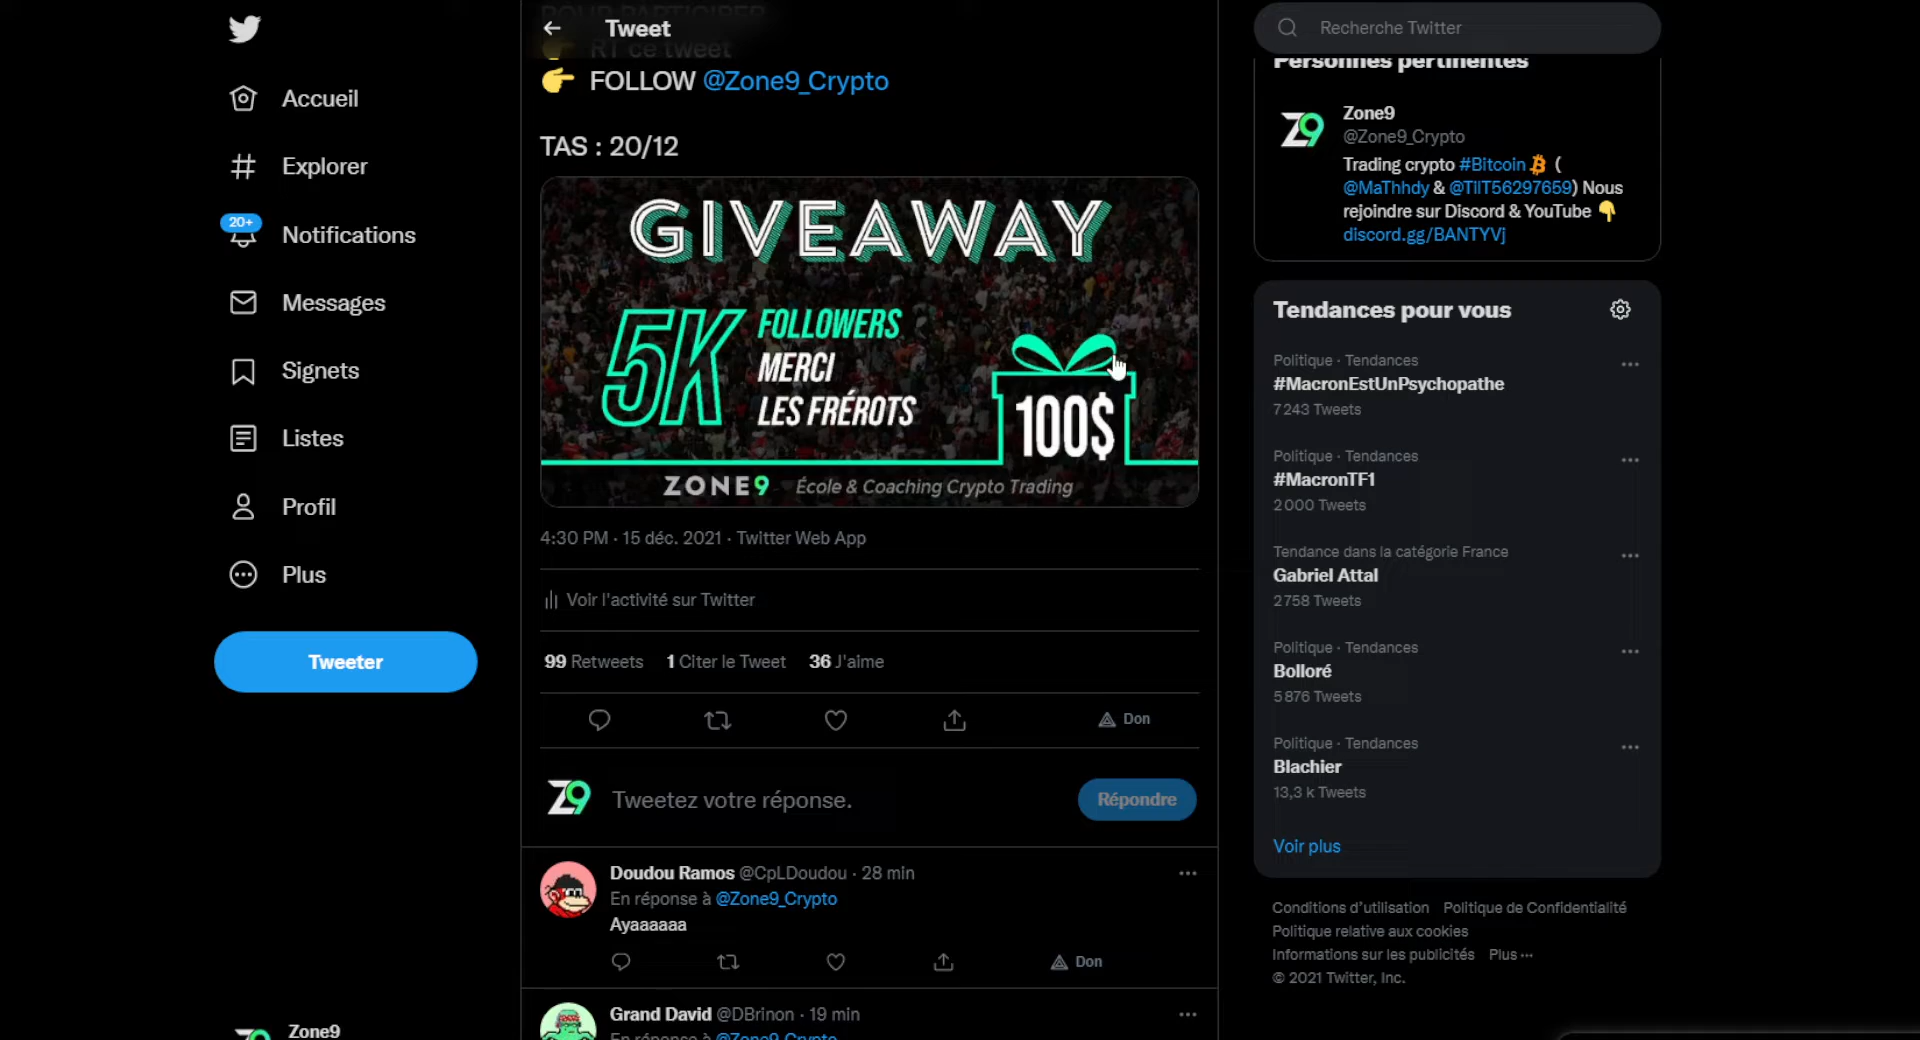 Accueil
Explorer
20+
Notifications
Messages
Signets
Listes
Profil
Plus
Tweeter
Zone9
POUR PARTICIPER
Tweet
RT ce tweet
👉 FOLLOW @Zone9_Crypto
TAS : 20/12
GIVEAWAY
5K
FOLLOWERS
MERCI
LES FRÉROTS
100$
ZONE9 École & Coaching Crypto Trading
4:30 PM · 15 déc. 2021 · Twitter Web App
Voir l'activité sur Twitter
99 Retweets 1 Citer le Tweet 36 J'aime
Don
Z9
Tweetez votre réponse.
Répondre
Doudou Ramos @CpLDoudou · 28 min
En réponse à @Zone9_Crypto
Ayaaaaaa
Don
Grand David @DBrinon · 19 min
En réponse à @Zone9_Crypto
Recherche Twitter
Personnes pertinentes
Z9
Zone9
@Zone9_Crypto
Trading crypto #Bitcoin (
@MaThhdy & @TIIT56297659) Nous
rejoindre sur Discord & YouTube 👇
discord.gg/BANTYVj
Tendances pour vous
Politique · Tendances
#MacronEstUnPsychopathe
7 243 Tweets
Politique · Tendances
#MacronTF1
2 000 Tweets
Tendance dans la catégorie France
Gabriel Attal
2 758 Tweets
Politique · Tendances
Bolloré
5 876 Tweets
Politique · Tendances
Blachier
13,3 k Tweets
Voir plus
Conditions d'utilisation Politique de Confidentialité
Politique relative aux cookies
Informations sur les publicités Plus ···
© 2021 Twitter, Inc.